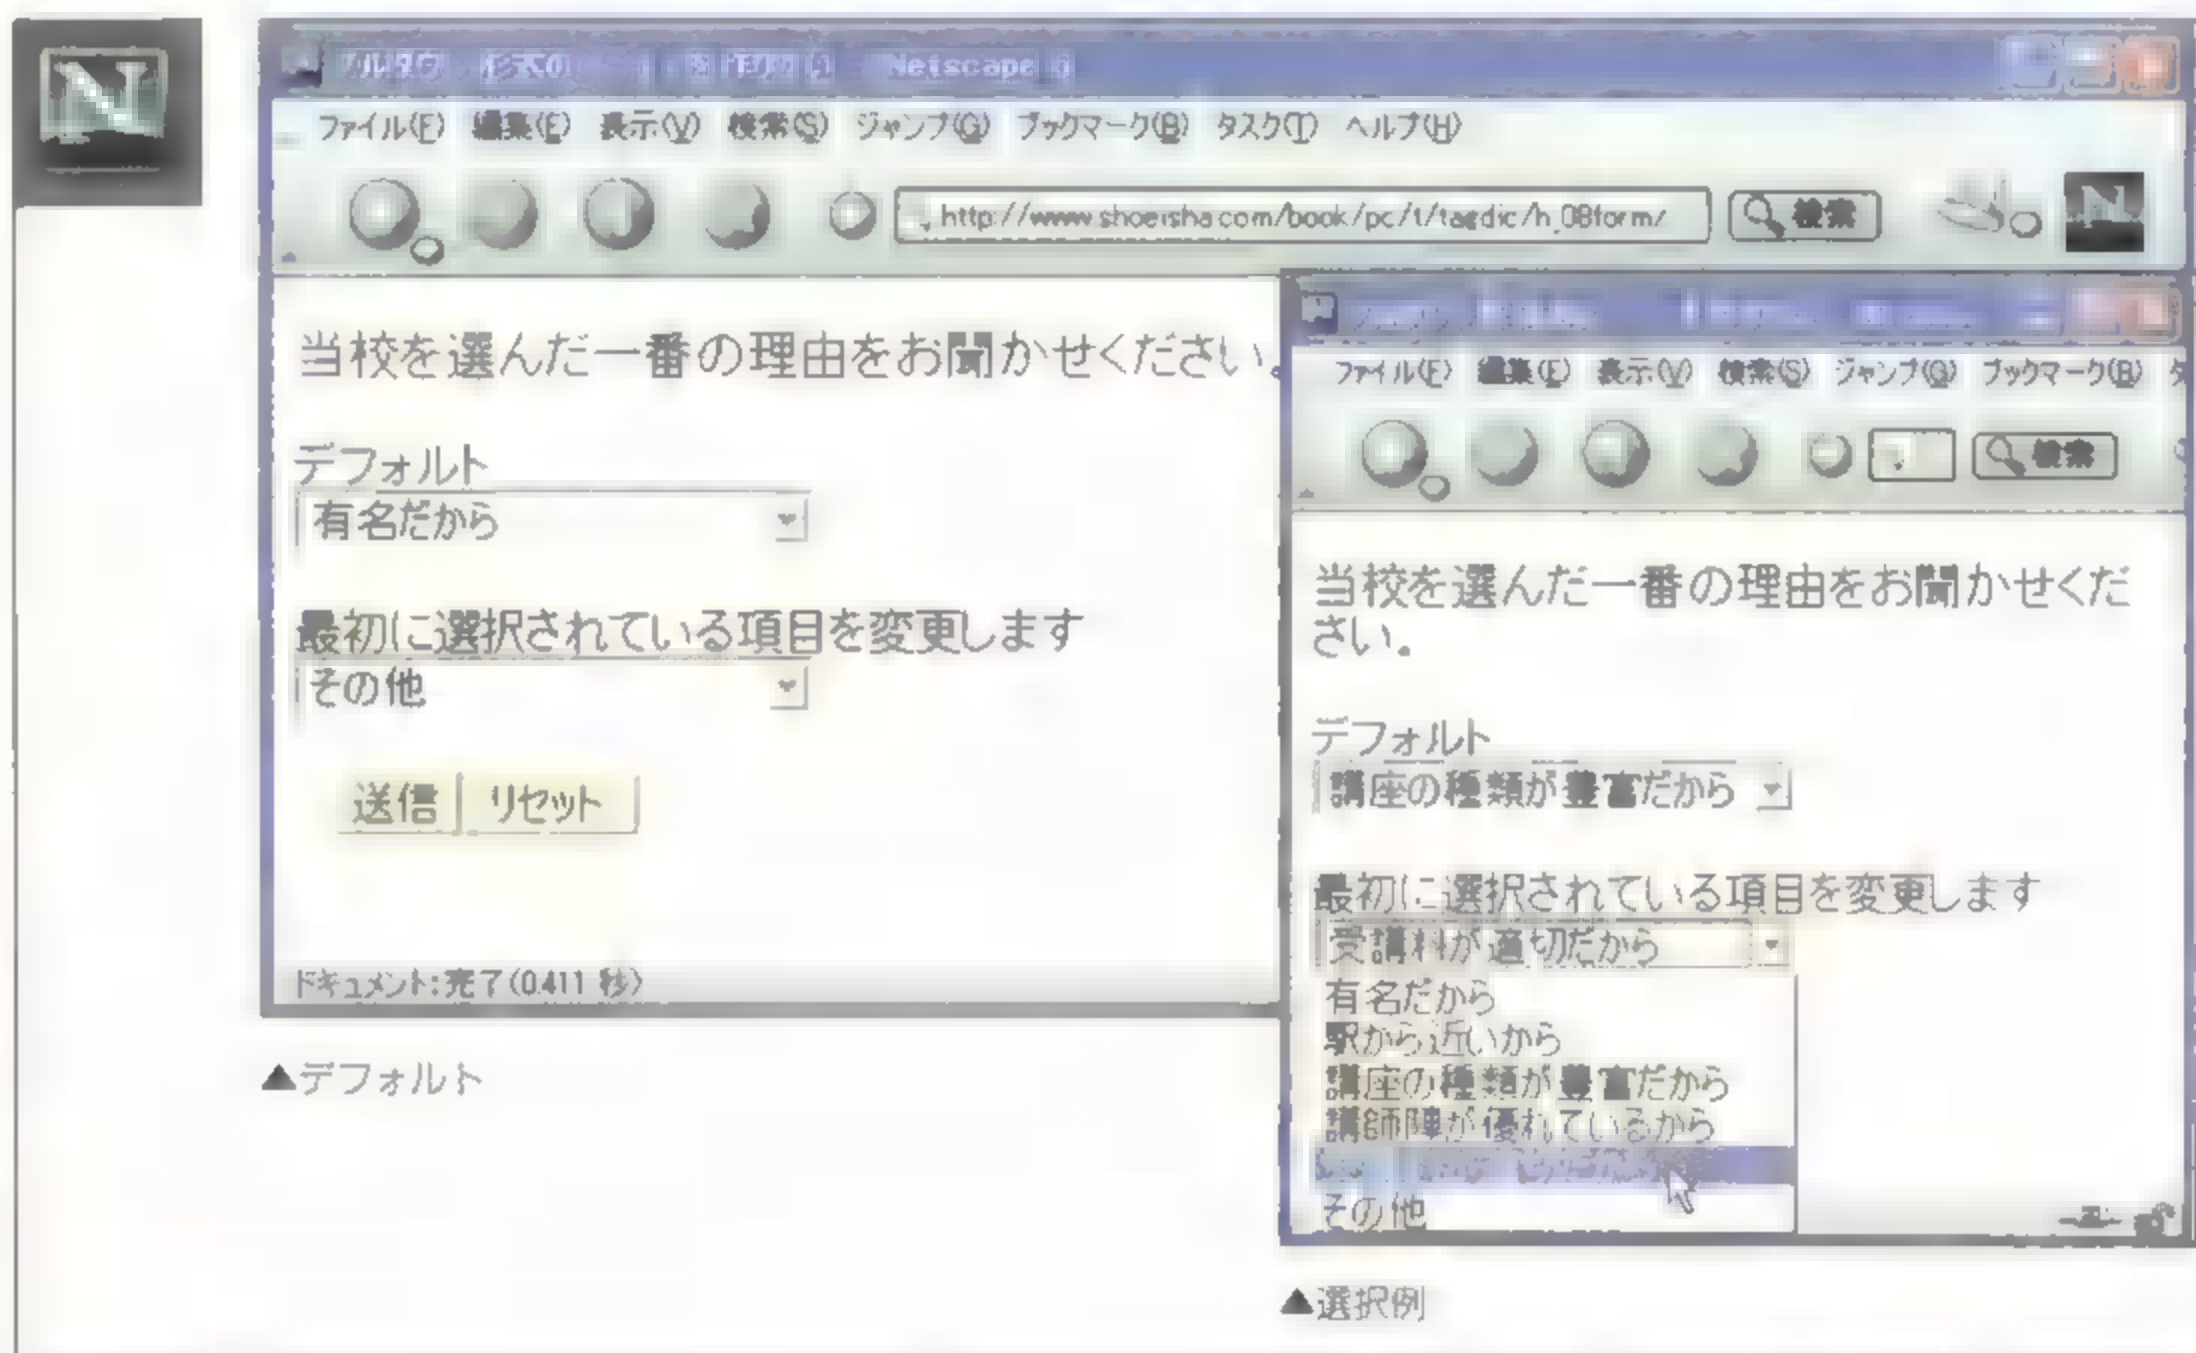 N
Netscape 6
ファイル(F) 編集(E) 表示(V) 検索(S) ジャンプ(G) ブックマーク(B) タスク(T) ヘルプ(H)
http://www.shoeisha.com/book/pc/t/tagdic/h_08form/
検索
N
当校を選んだ一番の理由をお聞かせください。
デフォルト
有名だから
最初に選択されている項目を変更します
その他
送信 リセット
ドキュメント: 完了 (0.411 秒)
▲デフォルト
ファイル(F) 編集(E) 表示(V) 検索(S) ジャンプ(G) ブックマーク(B)
検索
当校を選んだ一番の理由をお聞かせくだ
さい。
デフォルト
講座の種類が豊富だから
最初に選択されている項目を変更します
受講料が適切だから
有名だから
駅から近いから
講座の種類が豊富だから
講師陣が優れているから
その他
▲選択例